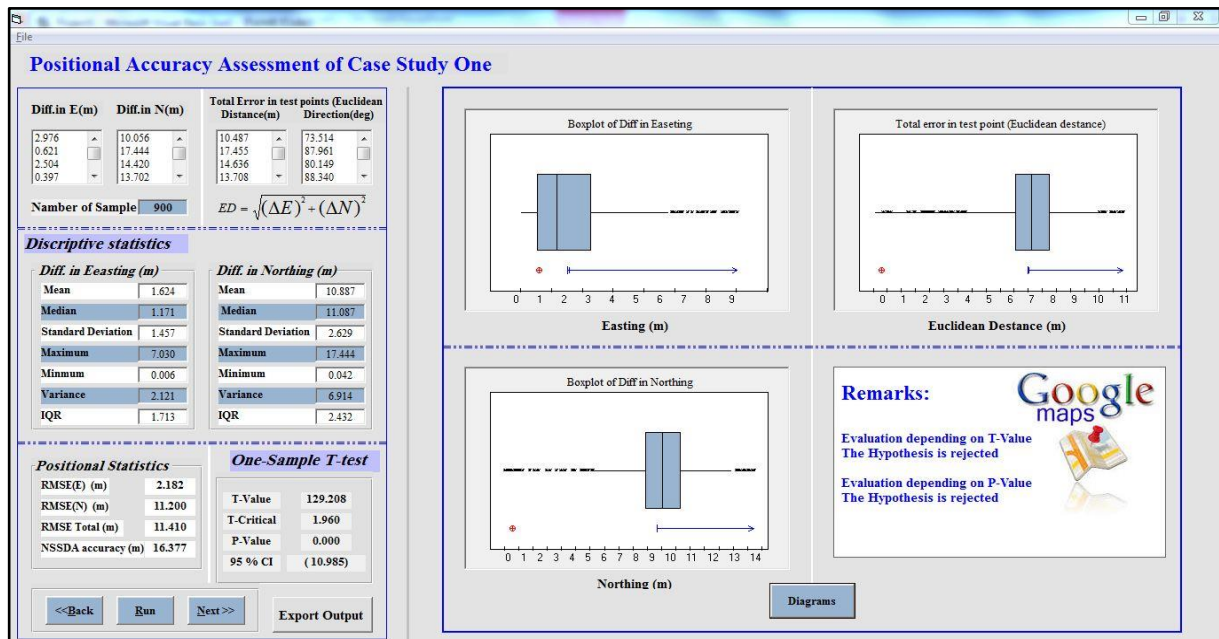 File
Positional Accuracy Assessment of Case Study One
Diff.in E(m) Diff.in N(m)
Total Error in test points (Euclidean
Distance(m) Direction(deg)
2.976 10.056 10.487 73.514
0.621 17.444 17.455 87.961
2.504 14.420 14.636 80.149
0.397 13.702 13.708 88.340
Namber of Sample 900
ED = √(ΔE)² + (ΔN)²
Discriptive statistics
Diff. in Eeasting (m)
Mean 1.624
Median 1.171
Standard Deviation 1.457
Maximum 7.030
Minmum 0.006
Variance 2.121
IQR 1.713
Diff. in Northing (m)
Mean 10.887
Median 11.087
Standard Deviation 2.629
Maximum 17.444
Minimum 0.042
Variance 6.914
IQR 2.432
Positional Statistics
RMSE(E) (m) 2.182
RMSE(N) (m) 11.200
RMSE Total (m) 11.410
NSSDA accuracy (m) 16.377
One-Sample T-test
T-Value 129.208
T-Critical 1.960
P-Value 0.000
95 % CI (10.985)
<<Back Run Next >> Export Output
Boxplot of Diff in Easeting
0 1 2 3 4 5 6 7 8 9
Easting (m)
Total error in test point (Euclidean destance)
0 1 2 3 4 5 6 7 8 9 10 11
Euclidean Destance (m)
Boxplot of Diff in Northing
0 1 2 3 4 5 6 7 8 9 10 11 12 13 14
Northing (m)
Diagrams
Remarks:
Google
maps
Evaluation depending on T-Value
The Hypothesis is rejected
Evaluation depending on P-Value
The Hypothesis is rejected